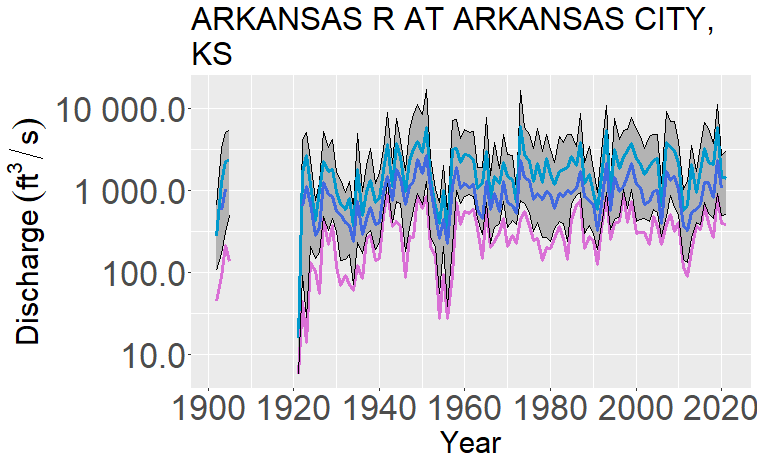 ARKANSAS R AT ARKANSAS CITY,
KS
Discharge (ft³/s)
10 000.0
1 000.0
100.0
10.0
1900 1920 1940 1960 1980 2000 2020
Year